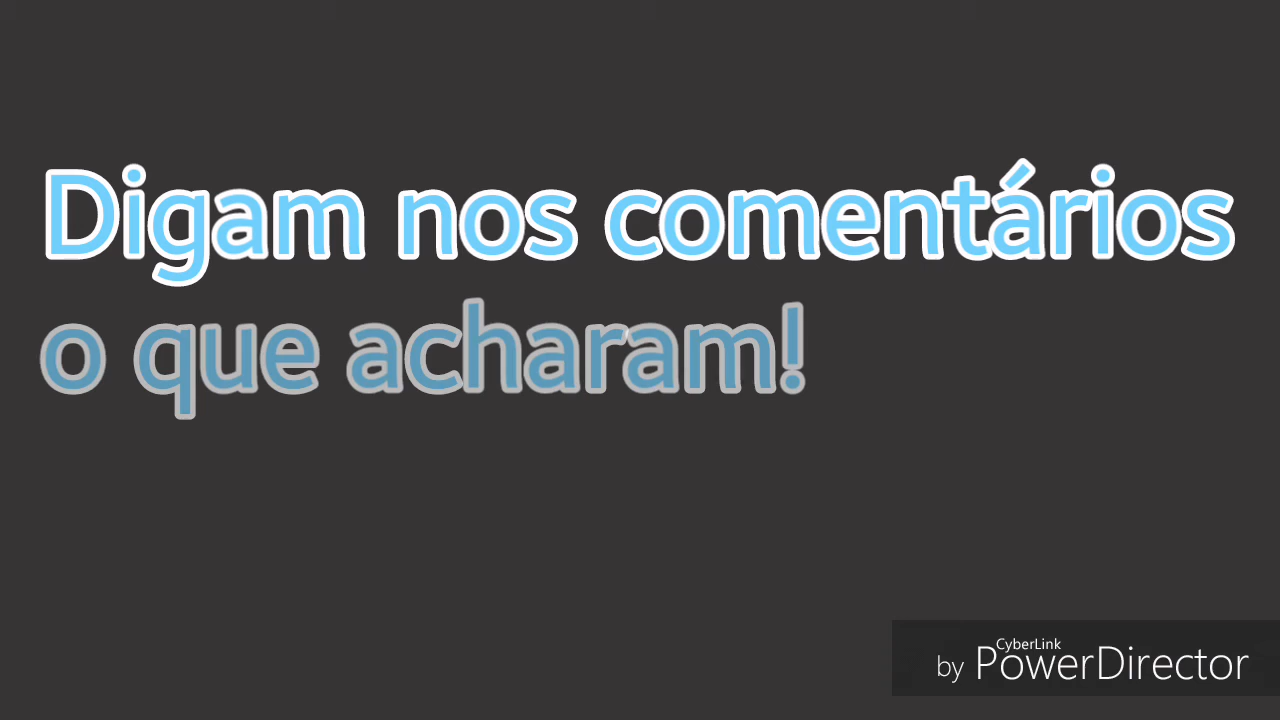 Digam nos comentários
o que acharam!
CyberLink
by PowerDirector